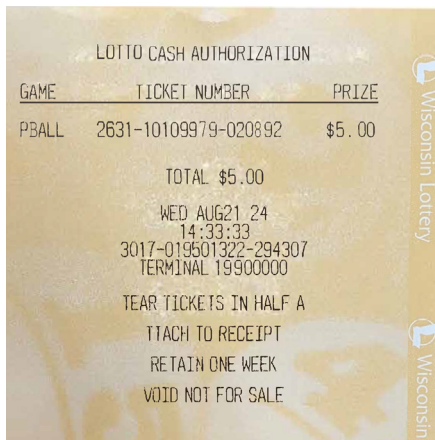 LOTTO CASH AUTHORIZATION
GAME TICKET NUMBER PRIZE
PBALL 2631-10109979-020892 $5.00
TOTAL $5.00
WED AUG21 24
14:33:33
3017-019501322-294307
TERMINAL 19900000
TEAR TICKETS IN HALF A
TTACH TO RECEIPT
RETAIN ONE WEEK
VOID NOT FOR SALE
Wisconsin Lottery
Wisconsin